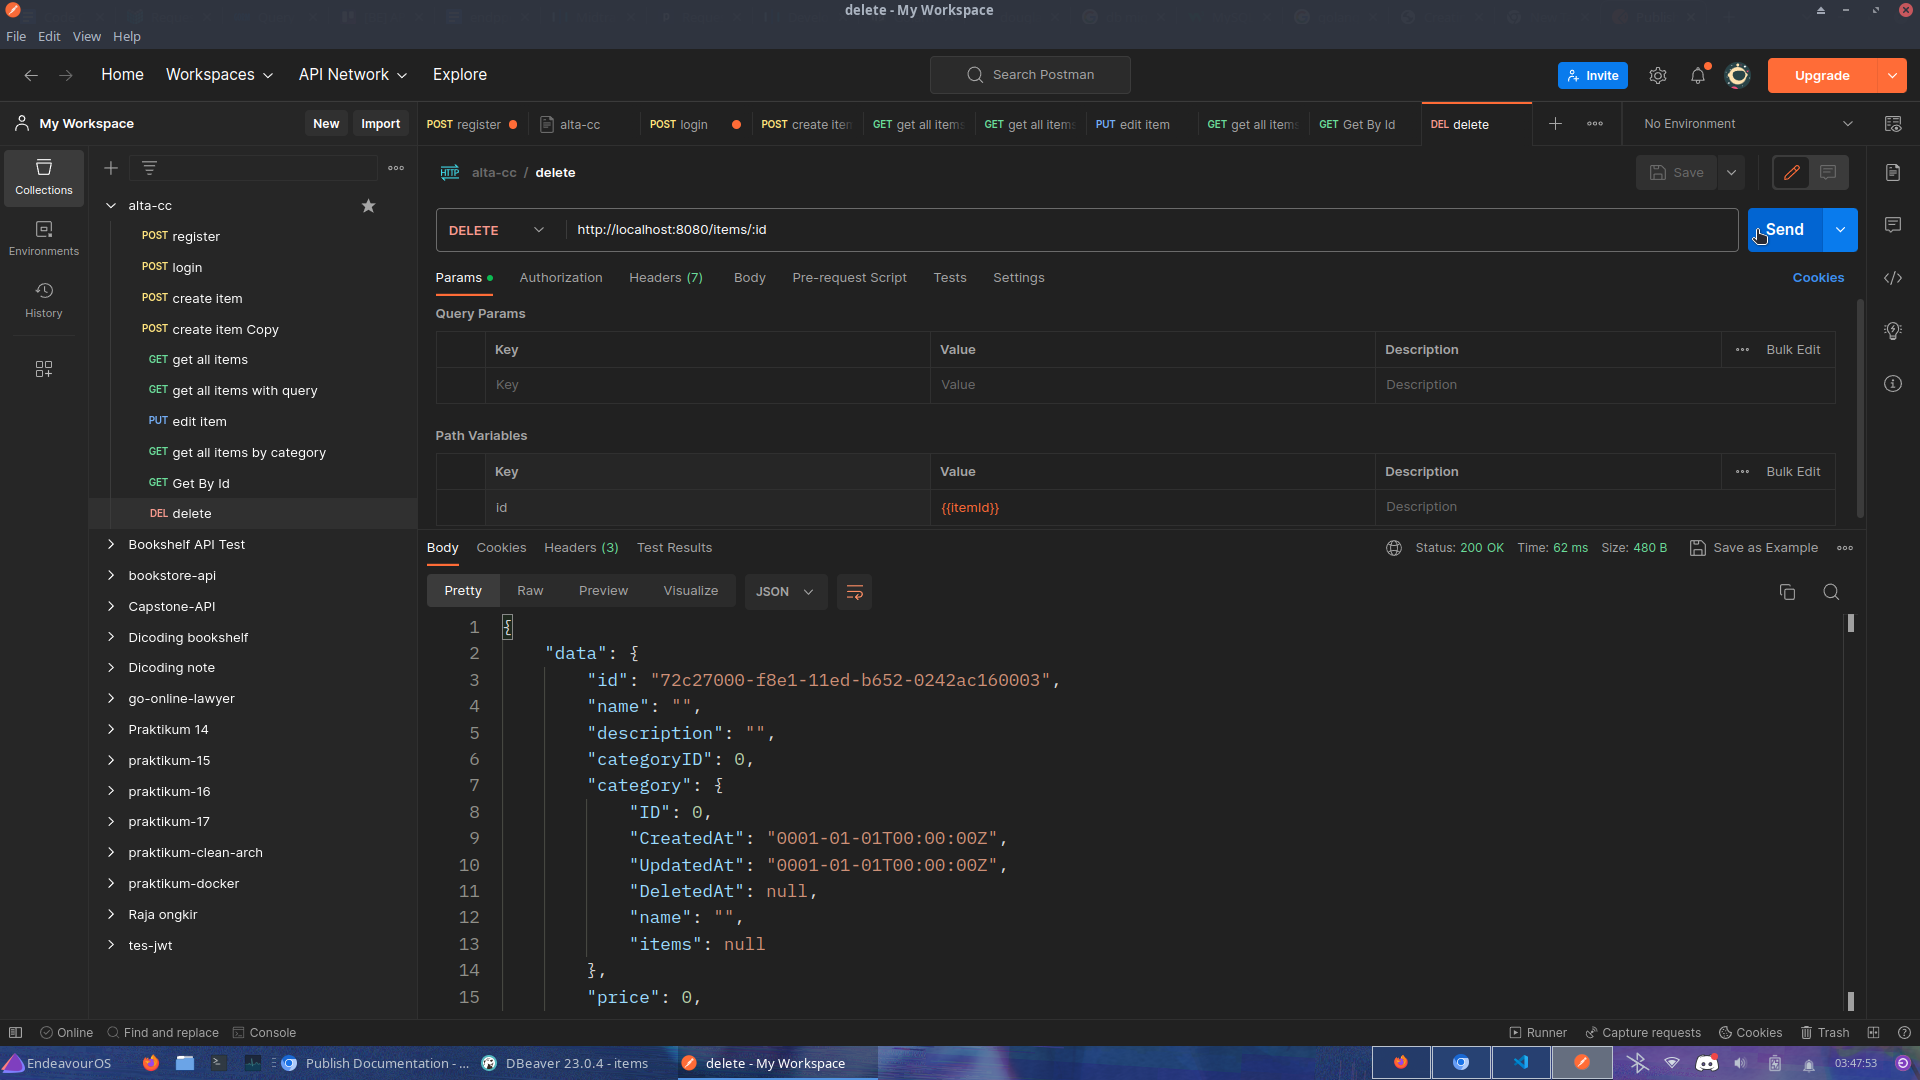 delete - My Workspace
File Edit View Help
Home Workspaces API Network Explore
Search Postman
Invite
Upgrade
My Workspace
New Import
POST register
alta-cc
POST login
POST create iten
GET get all item
GET get all item
PUT edit item
GET get all item
GET Get By Id
DEL delete
No Environment
Collections
Environments
History
alta-cc
POST register
POST login
POST create item
POST create item Copy
GET get all items
GET get all items with query
PUT edit item
GET get all items by category
GET Get By Id
DEL delete
Bookshelf API Test
bookstore-api
Capstone-API
Dicoding bookshelf
Dicoding note
go-online-lawyer
Praktikum 14
praktikum-15
praktikum-16
praktikum-17
praktikum-clean-arch
praktikum-docker
Raja ongkir
tes-jwt
HTTP alta-cc / delete
Save
DELETE http://localhost:8080/items/:id
Send
Params Authorization Headers (7) Body Pre-request Script Tests Settings Cookies
Query Params
Key Value Description Bulk Edit
Key Value Description
Path Variables
Key Value Description Bulk Edit
id {{itemId}} Description
Body Cookies Headers (3) Test Results Status: 200 OK Time: 62 ms Size: 480 B Save as Example
Pretty Raw Preview Visualize JSON
1 {
2 "data": {
3 "id": "72c27000-f8e1-11ed-b652-0242ac160003",
4 "name": "",
5 "description": "",
6 "categoryID": 0,
7 "category": {
8 "ID": 0,
9 "CreatedAt": "0001-01-01T00:00:00Z",
10 "UpdatedAt": "0001-01-01T00:00:00Z",
11 "DeletedAt": null,
12 "name": "",
13 "items": null
14 },
15 "price": 0,
Online Find and replace Console Runner Capture requests Cookies Trash
EndeavourOS Publish Documentation - ... DBeaver 23.0.4 - items delete - My Workspace 03:47:53